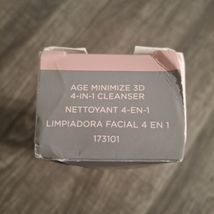 AGE MINIMIZE 3D
4-IN-1 CLEANSER
NETTOYANT 4-EN-1
LIMPIADORA FACIAL 4 EN 1
173101